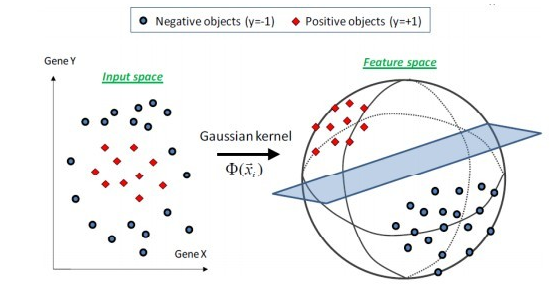 Negative objects (y=-1) Positive objects (y=+1)
Gene Y
Input space
Feature space
Gaussian kernel
Φ(x⃗ᵢ)
Gene X